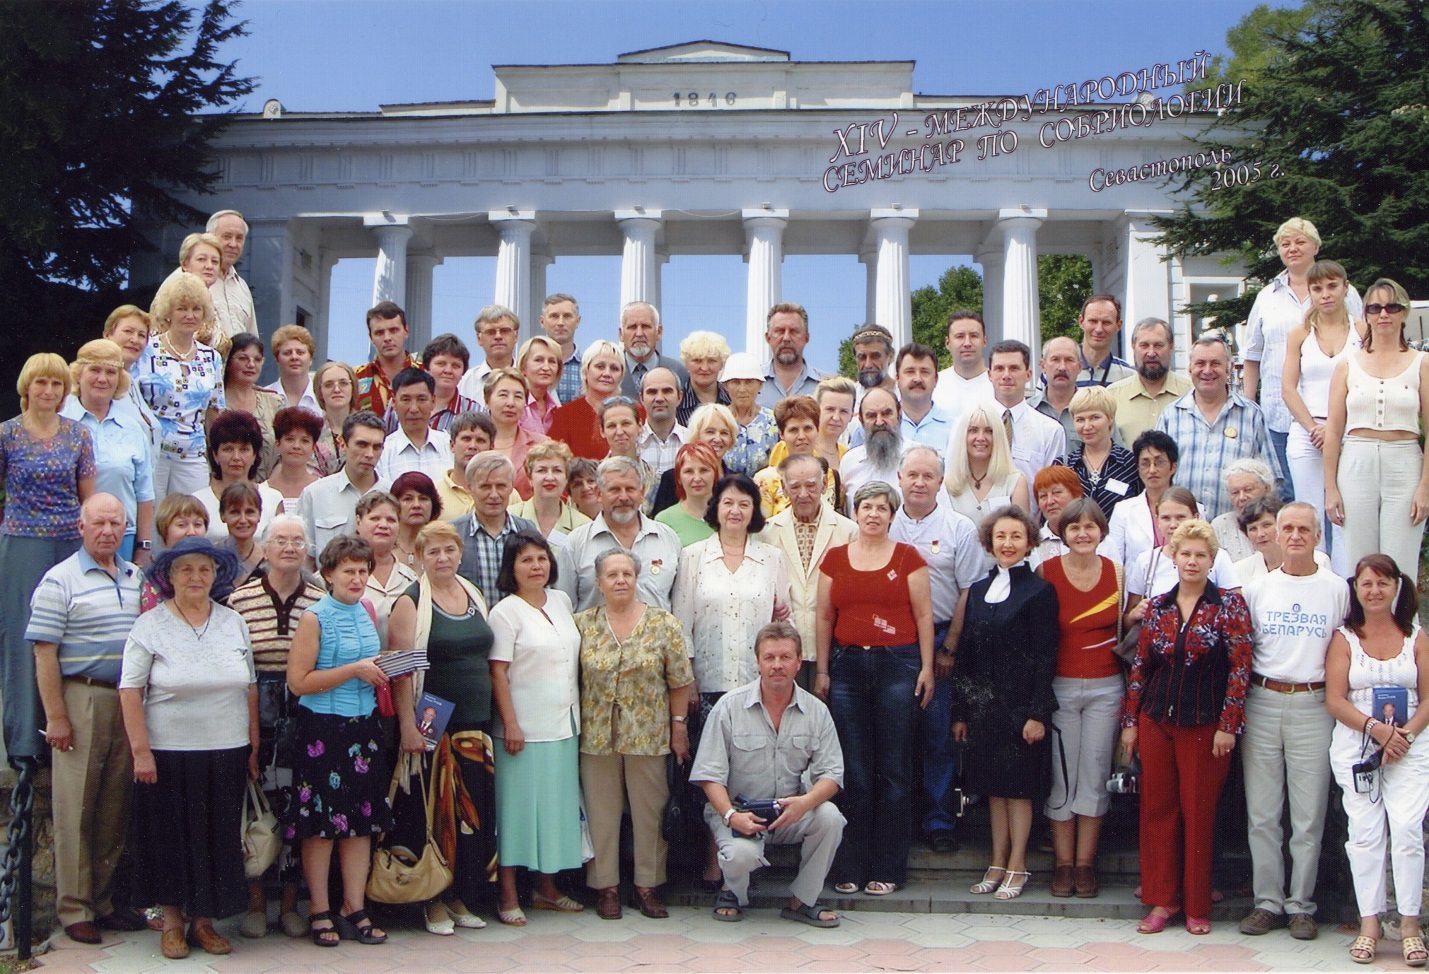 1846
XIV - МЕЖДУНАРОДНЫЙ
СЕМИНАР ПО СОБРИОЛОГИИ
Севастополь
2005 г.
ТРЕЗВАЯ
БЕЛАРУСЬ